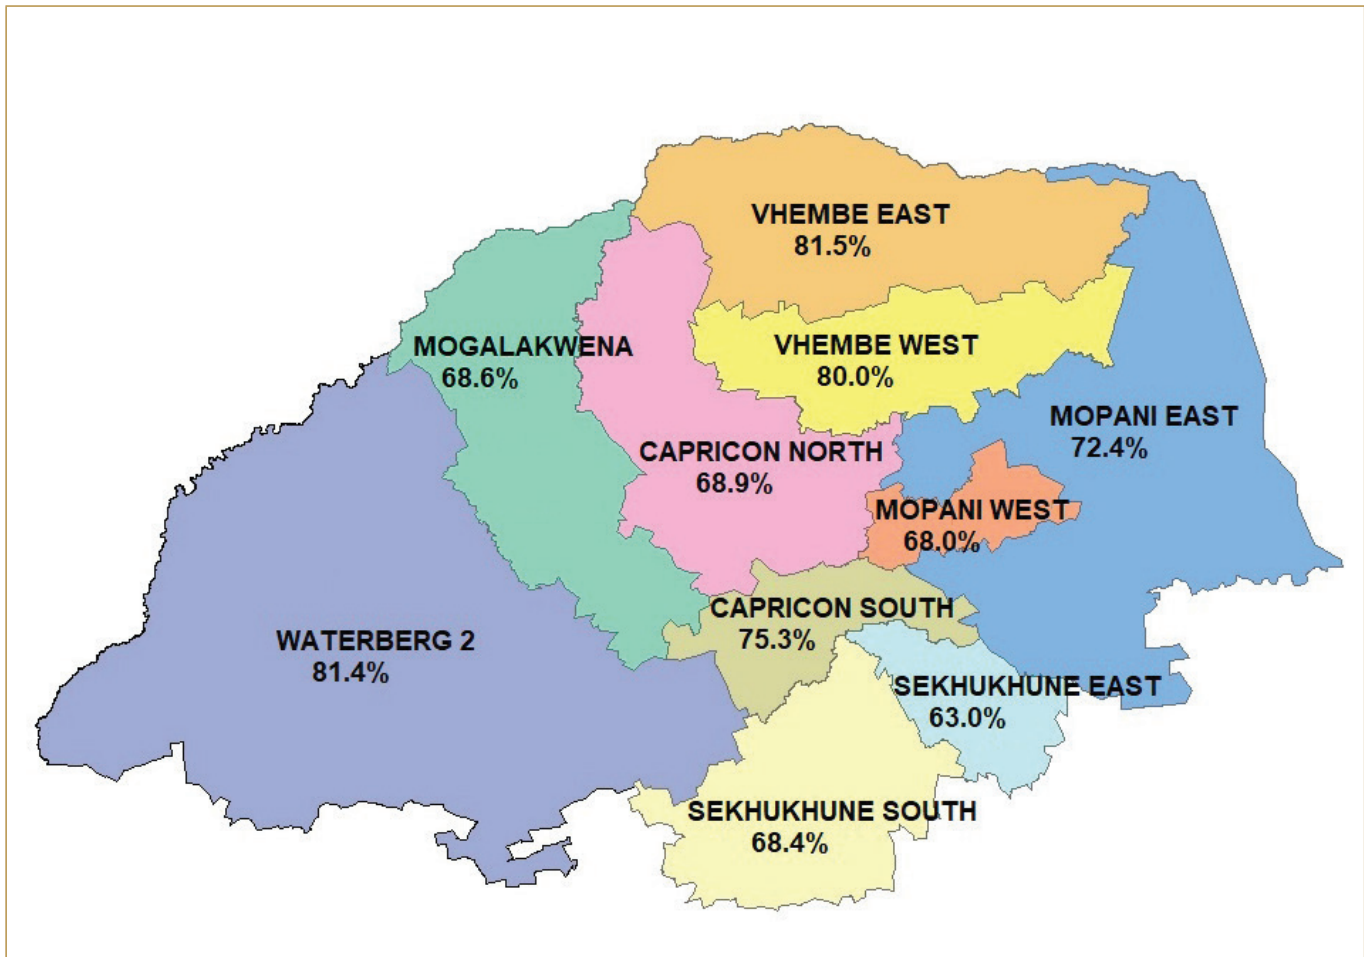 VHEMBE EAST
81.5%
MOGALAKWENA
68.6%
VHEMBE WEST
80.0%
MOPANI EAST
72.4%
CAPRICON NORTH
68.9%
MOPANI WEST
68.0%
CAPRICON SOUTH
75.3%
WATERBERG 2
81.4%
SEKHUKHUNE EAST
63.0%
SEKHUKHUNE SOUTH
68.4%